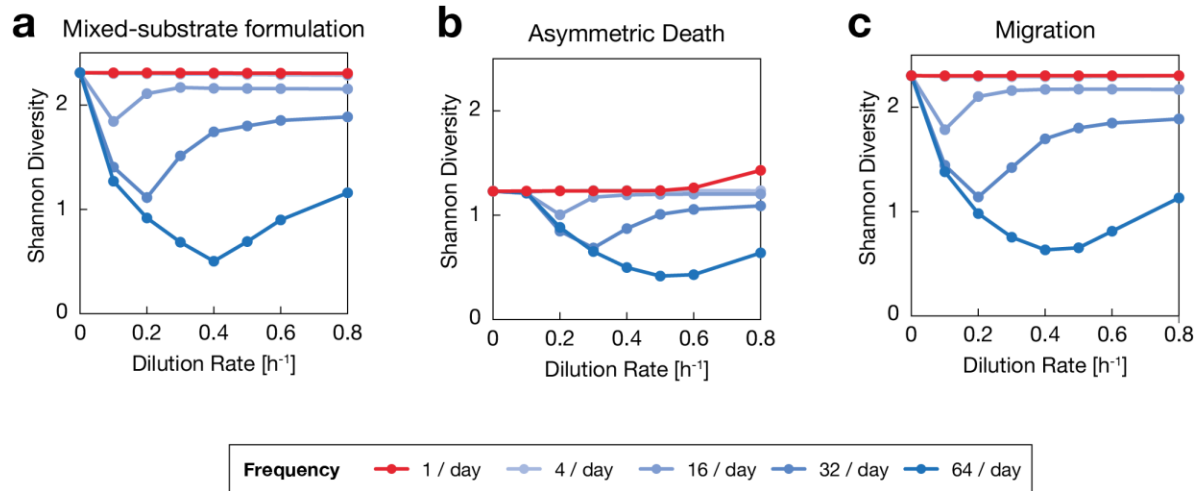 a Mixed-substrate formulation
Shannon Diversity
2
1
0
0 0.2 0.4 0.6 0.8
Dilution Rate [h⁻¹]
b Asymmetric Death
Shannon Diversity
2
1
0
0 0.2 0.4 0.6 0.8
Dilution Rate [h⁻¹]
c Migration
Shannon Diversity
2
1
0
0 0.2 0.4 0.6 0.8
Dilution Rate [h⁻¹]
Frequency 1 / day 4 / day 16 / day 32 / day 64 / day